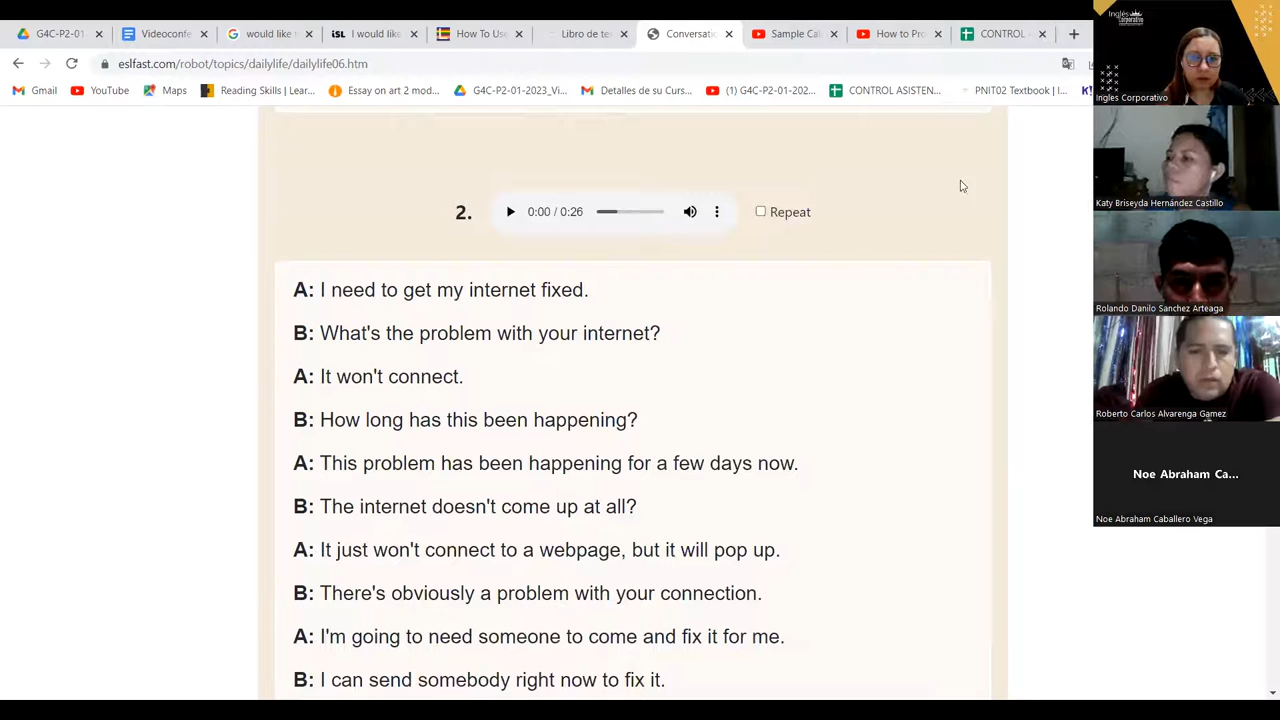 G4C-P2-01
Videoconfe
would like t
iSL
I would like
How To Use
Libro de te
Conversatio
Sample Cal
How to Pro
CONTROL
eslfast.com/robot/topics/dailylife/dailylife06.htm
Gmail
YouTube
Maps
Reading Skills | Lear...
Essay on art 2 mod...
G4C-P2-01-2023_Vi...
Detalles de su Curs...
(1) G4C-P2-01-202...
CONTROL ASISTEN...
PNIT02 Textbook | I...
2.
0:00 / 0:26
Repeat
A: I need to get my internet fixed.
B: What's the problem with your internet?
A: It won't connect.
B: How long has this been happening?
A: This problem has been happening for a few days now.
B: The internet doesn't come up at all?
A: It just won't connect to a webpage, but it will pop up.
B: There's obviously a problem with your connection.
A: I'm going to need someone to come and fix it for me.
B: I can send somebody right now to fix it.
Inglés
Corporativo
Ingles Corporativo
Katy Briseyda Hernández Castillo
Rolando Danilo Sanchez Arteaga
Roberto Carlos Alvarenga Gamez
Noe Abraham Ca...
Noe Abraham Caballero Vega